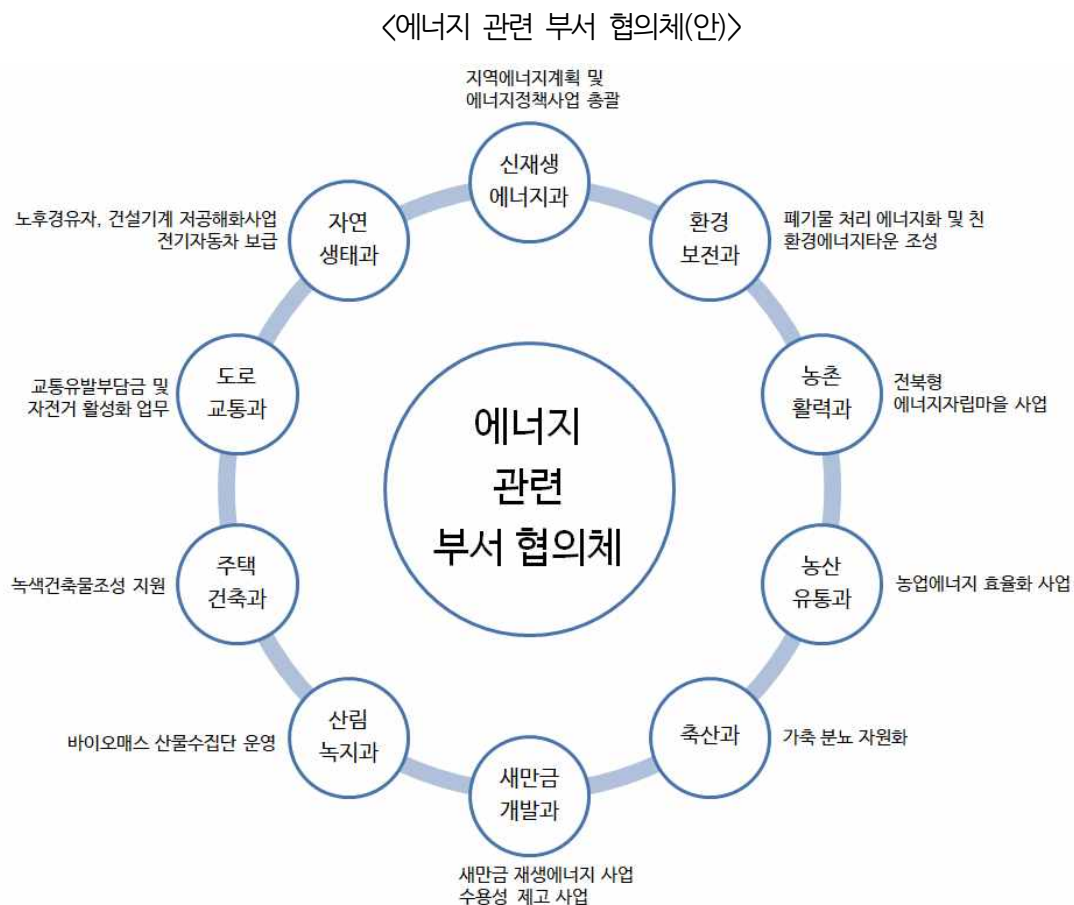 <에너지 관련 부서 협의체(안)>
지역에너지계획 및
에너지정책사업 총괄
신재생
에너지과
환경
보전과
폐기물 처리 에너지화 및 친
환경에너지타운 조성
농촌
활력과
전북형
에너지자립마을 사업
농산
유통과
농업에너지 효율화 사업
축산과
가축 분뇨 자원화
새만금
개발과
새만금 재생에너지 사업
수용성 제고 사업
산림
녹지과
바이오매스 산물수집단 운영
주택
건축과
녹색건축물조성 지원
도로
교통과
교통유발부담금 및
자전거 활성화 업무
자연
생태과
노후경유자, 건설기계 저공해화사업
전기자동차 보급
에너지
관련
부서 협의체